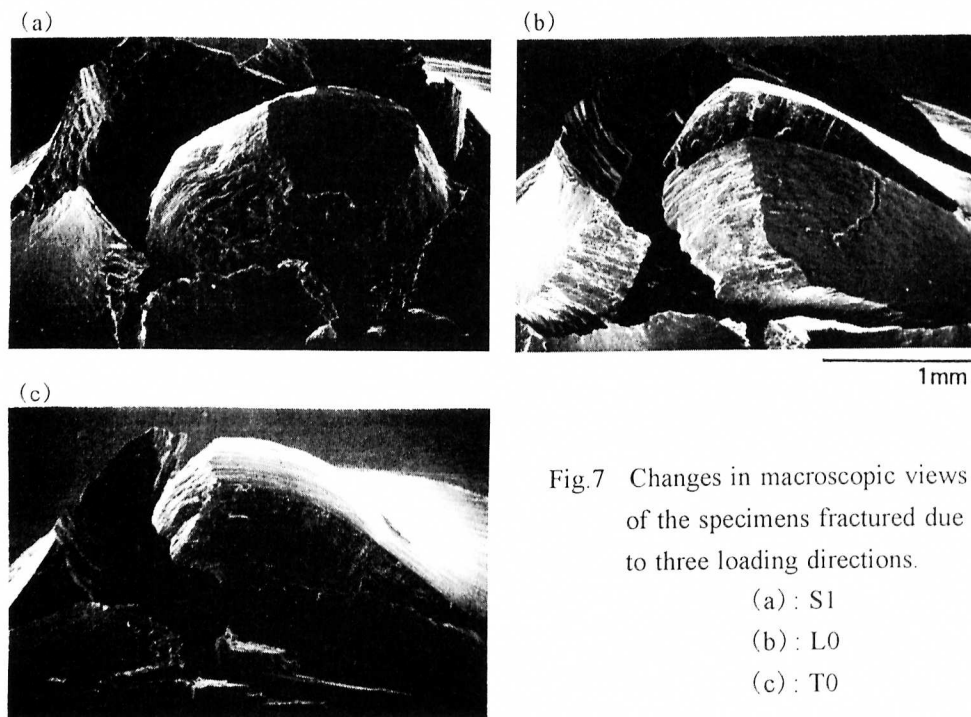 (a)
(b)
1mm
(c)
Fig.7 Changes in macroscopic views
of the specimens fractured due
to three loading directions.
(a) : S1
(b) : L0
(c) : T0